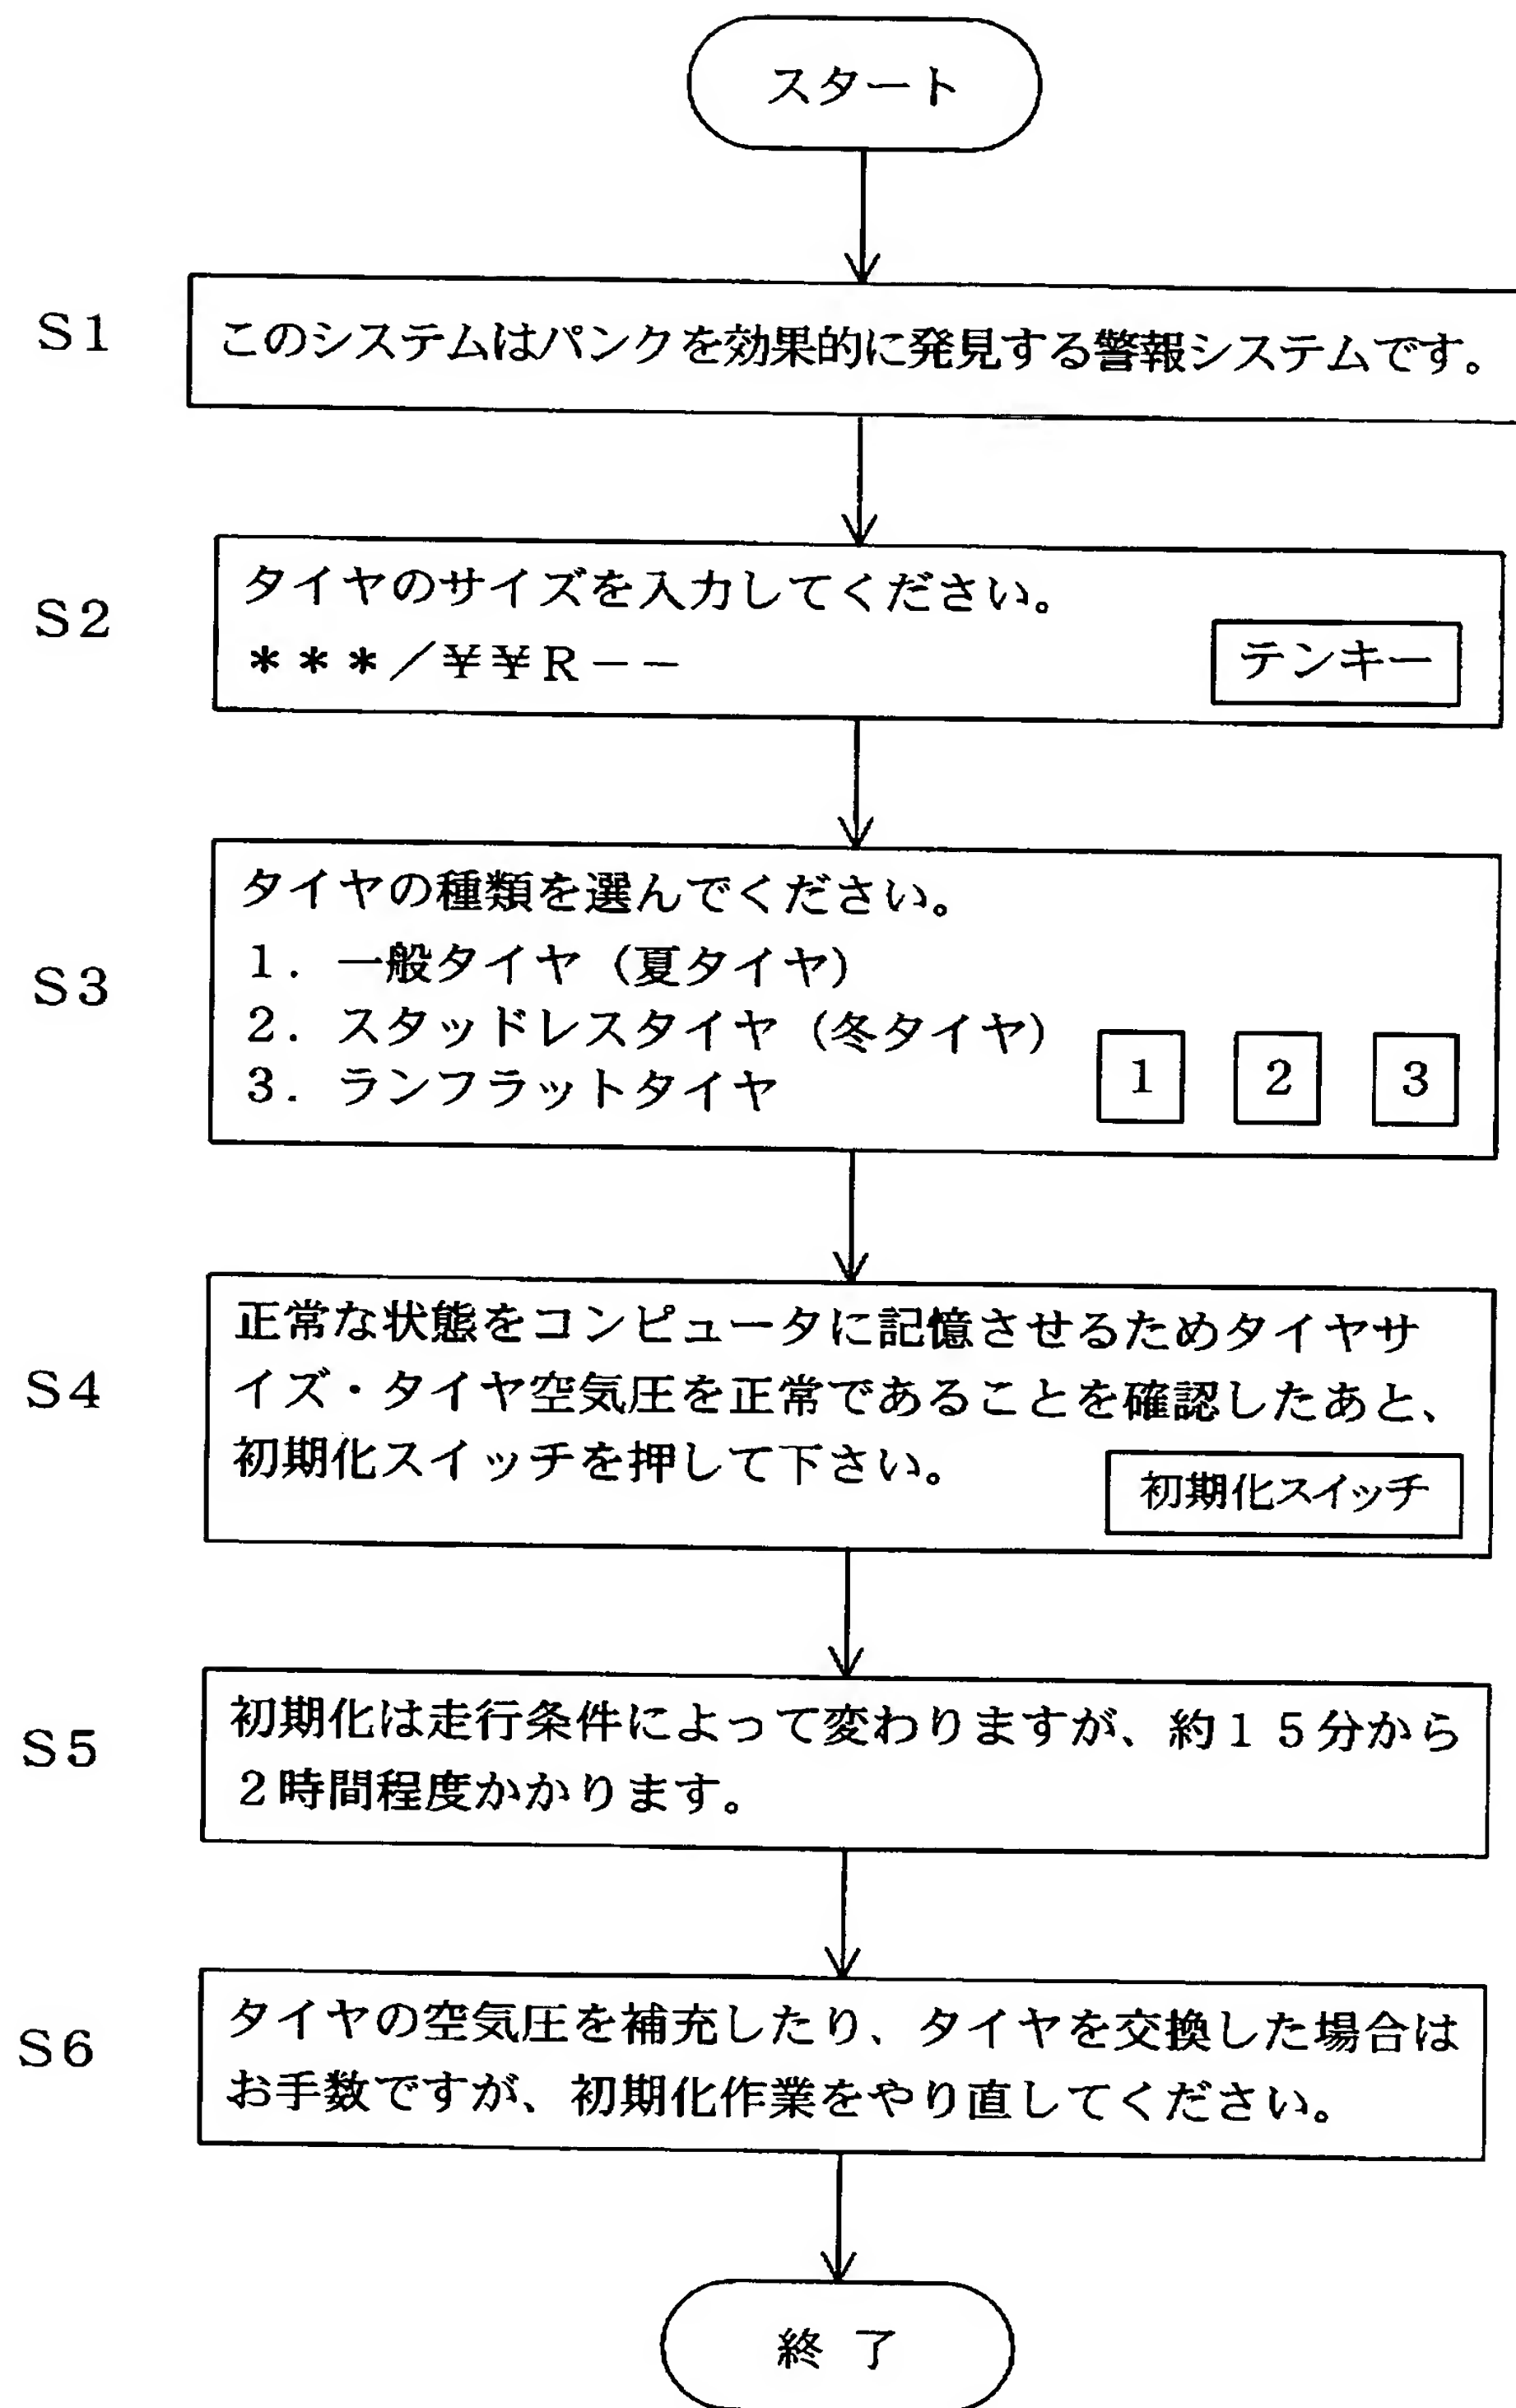 スタート
S1
このシステムはパンクを効果的に発見する警報システムです。
S2
タイヤのサイズを入力してください。
＊＊＊／￥￥R－－
テンキー
S3
タイヤの種類を選んでください。
1．一般タイヤ（夏タイヤ）
2．スタッドレスタイヤ（冬タイヤ）
3．ランフラットタイヤ
1 2 3
S4
正常な状態をコンピュータに記憶させるためタイヤサ
イズ・タイヤ空気圧を正常であることを確認したあと、
初期化スイッチを押して下さい。
初期化スイッチ
S5
初期化は走行条件によって変わりますが、約１５分から
２時間程度かかります。
S6
タイヤの空気圧を補充したり、タイヤを交換した場合は
お手数ですが、初期化作業をやり直してください。
終了